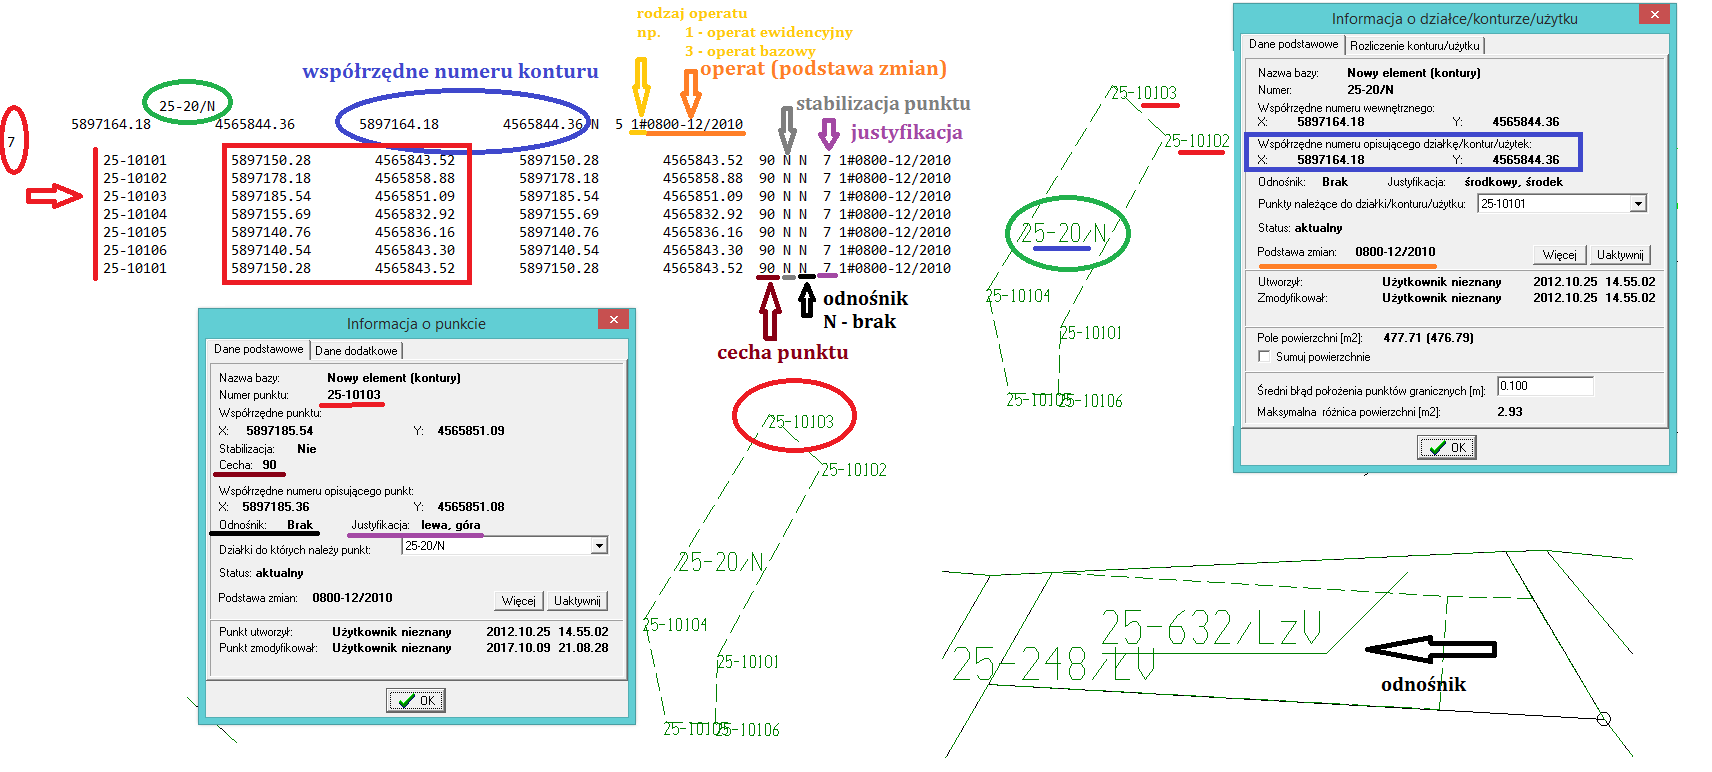 rodzaj operatu
np. 1 - operat ewidencyjny
3 - operat bazowy
współrzędne numeru konturu
operat (podstawa zmian)
stabilizacja punktu
justyfikacja
25-20/N
5897164.18 4565844.36 5897164.18 4565844.36 N 5 1#0800-12/2010
7
25-10101 5897150.28 4565843.52 5897150.28 4565843.52 90 N N 7 1#0800-12/2010
25-10102 5897178.18 4565858.88 5897178.18 4565858.88 90 N N 7 1#0800-12/2010
25-10103 5897185.54 4565851.09 5897185.54 4565851.09 90 N N 7 1#0800-12/2010
25-10104 5897155.69 4565832.92 5897155.69 4565832.92 90 N N 7 1#0800-12/2010
25-10105 5897140.76 4565836.16 5897140.76 4565836.16 90 N N 7 1#0800-12/2010
25-10106 5897140.54 4565843.30 5897140.54 4565843.30 90 N N 7 1#0800-12/2010
25-10101 5897150.28 4565843.52 5897150.28 4565843.52 90 N N 7 1#0800-12/2010
odnośnik
N - brak
cecha punktu
Informacja o punkcie
Dane podstawowe Dane dodatkowe
Nazwa bazy: Nowy element (kontury)
Numer punktu: 25-10103
Współrzędne punktu:
X: 5897185.54 Y: 4565851.09
Stabilizacja: Nie
Cecha: 90
Współrzędne numeru opisującego punkt:
X: 5897185.36 Y: 4565851.08
Odnośnik: Brak Justyfikacja: lewa, góra
Działki do których należy punkt: 25-20/N
Status: aktualny
Podstawa zmian: 0800-12/2010 Więcej Uaktywnij
Punkt utworzył: Użytkownik nieznany 2012.10.25 14.55.02
Punkt zmodyfikował: Użytkownik nieznany 2017.10.09 21.08.28
OK
25-10103
25-10102
25-20/N
25-10104
25-10101
25-10105
25-10106
25-10103
25-10102
25-20/N
25-10104
25-10101
25-10105
25-10106
Informacja o działce/konturze/użytku
Dane podstawowe Rozliczenie konturu/użytku
Nazwa bazy: Nowy element (kontury)
Numer: 25-20/N
Współrzędne numeru wewnętrznego:
X: 5897164.18 Y: 4565844.36
Współrzędne numeru opisującego działkę/kontur/użytek:
X: 5897164.18 Y: 4565844.36
Odnośnik: Brak Justyfikacja: środkowy, środek
Punkty należące do działki/konturu/użytku: 25-10101
Status: aktualny
Podstawa zmian: 0800-12/2010 Więcej Uaktywnij
Utworzył: Użytkownik nieznany 2012.10.25 14.55.02
Zmodyfikował: Użytkownik nieznany 2012.10.25 14.55.02
Pole powierzchni [m2]: 477.71 (476.79)
Sumuj powierzchnie
Średni błąd położenia punktów granicznych [m]: 0.100
Maksymalna różnica powierzchni [m2]: 2.93
OK
25-632/LzV
25-248/ŁV
odnośnik